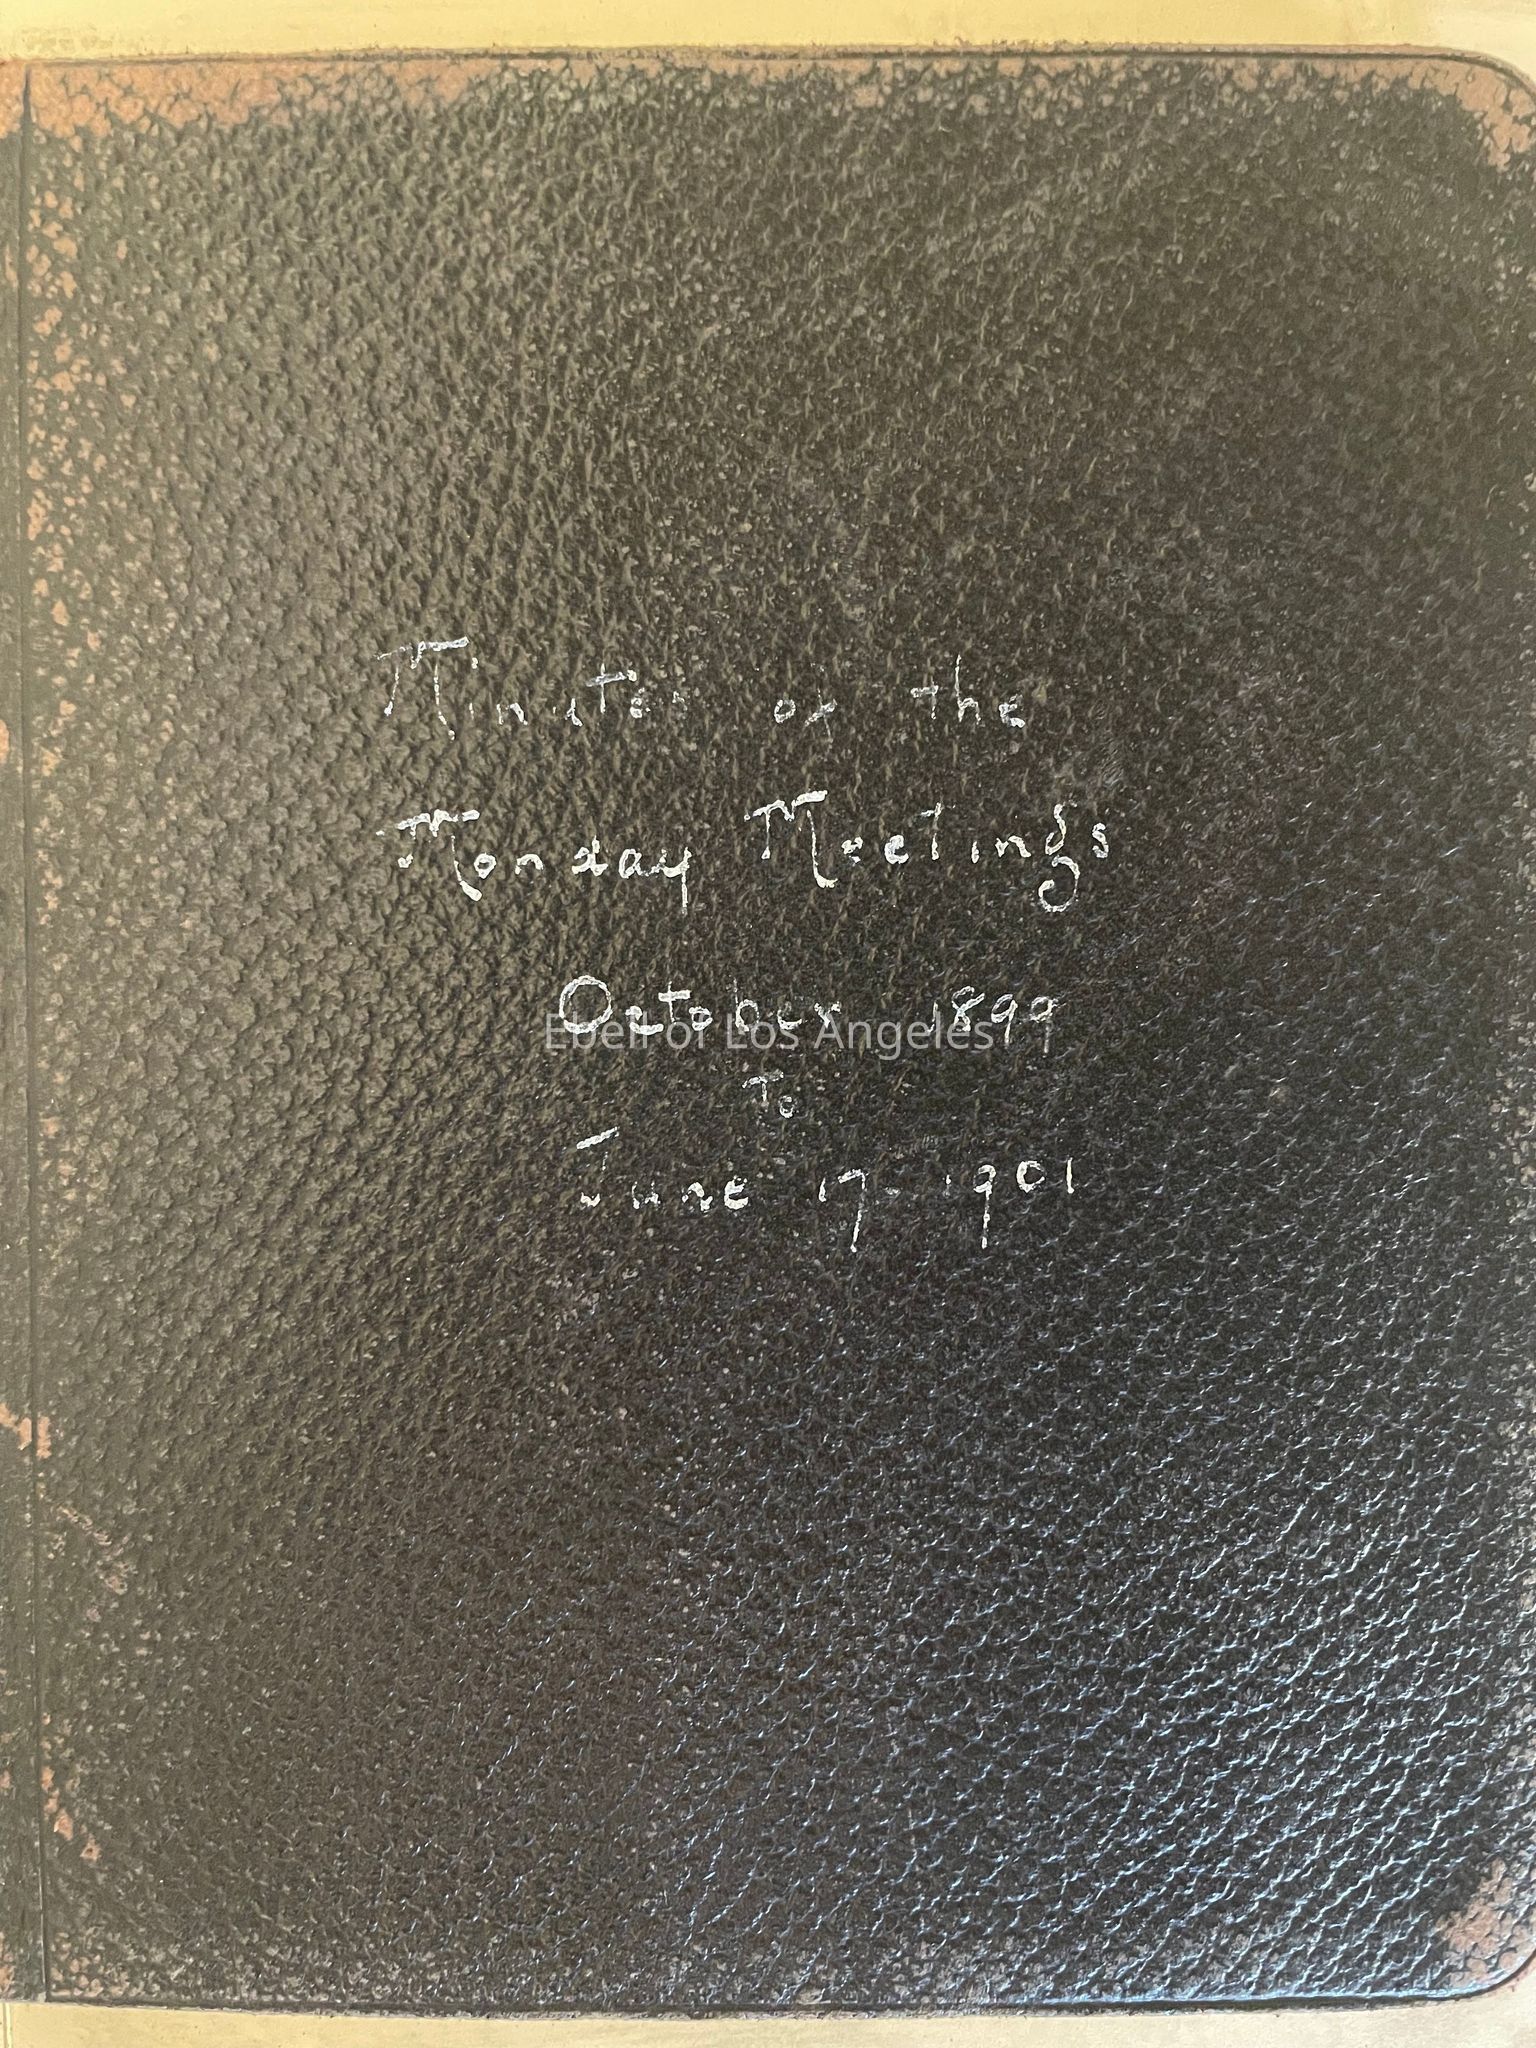 Minutes of the
Monday Meetings
October 1899
Ebell of Los Angeles
To
June 17 - 1901